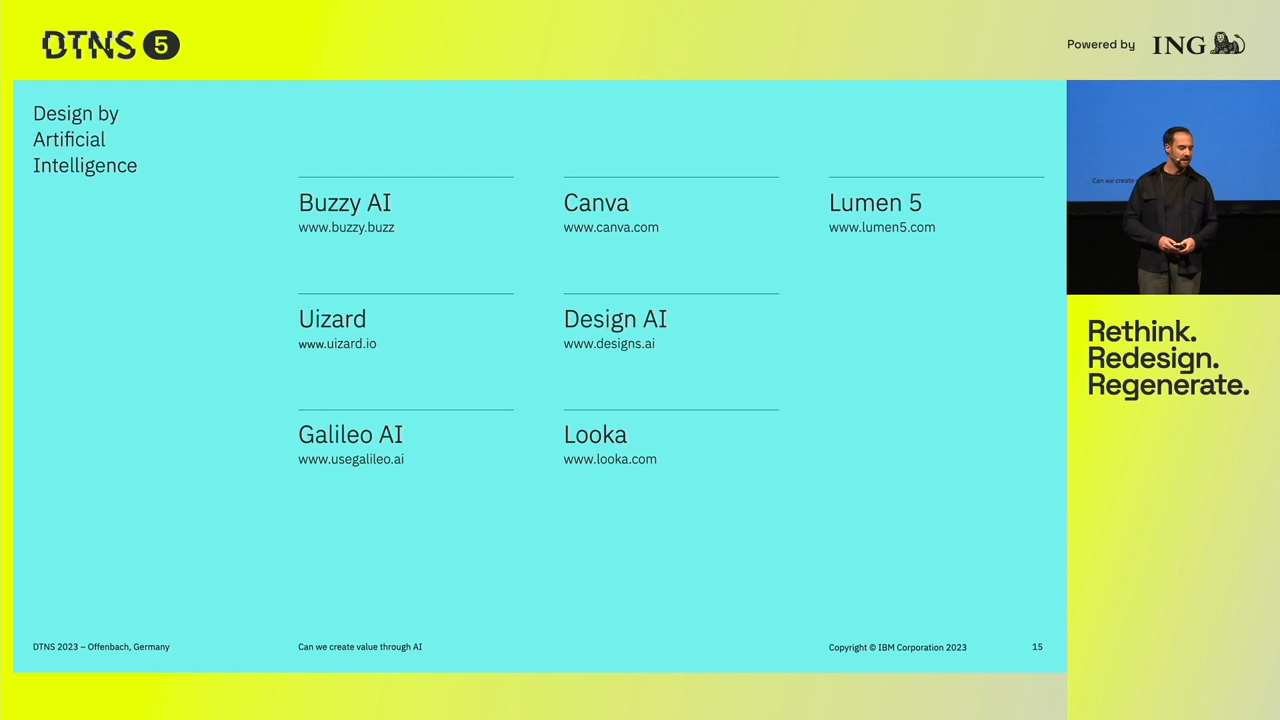 DTNS 5
Powered by ING
Design by
Artificial
Intelligence
Buzzy AI
www.buzzy.buzz
Canva
www.canva.com
Lumen 5
www.lumen5.com
Uizard
www.uizard.io
Design AI
www.designs.ai
Galileo AI
www.usegalileo.ai
Looka
www.looka.com
DTNS 2023 – Offenbach, Germany
Can we create value through AI
Copyright © IBM Corporation 2023
15
Can we create
Rethink.
Redesign.
Regenerate.